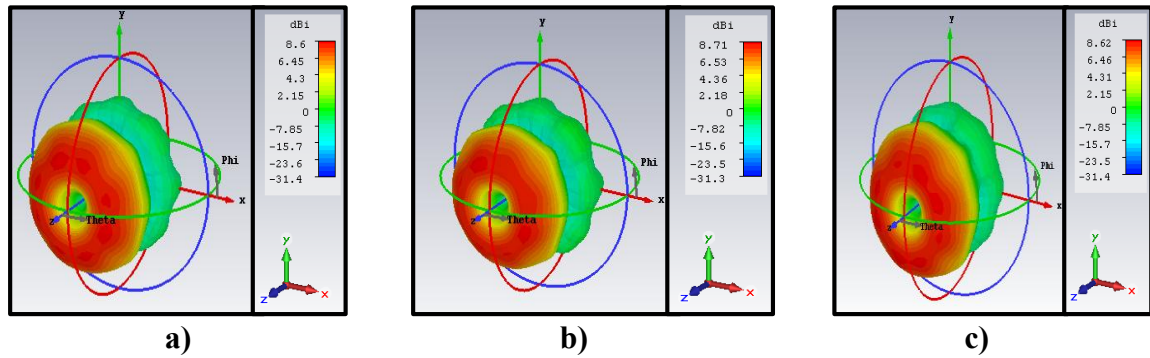 y
Phi
x
Theta
z
dBi
8.6
6.45
4.3
2.15
0
-7.85
-15.7
-23.6
-31.4
y
x
z
a)
y
Phi
x
Theta
z
dBi
8.71
6.53
4.36
2.18
0
-7.82
-15.6
-23.5
-31.3
y
x
z
b)
y
Phi
x
Theta
z
dBi
8.62
6.46
4.31
2.16
0
-7.84
-15.7
-23.5
-31.4
y
x
z
c)